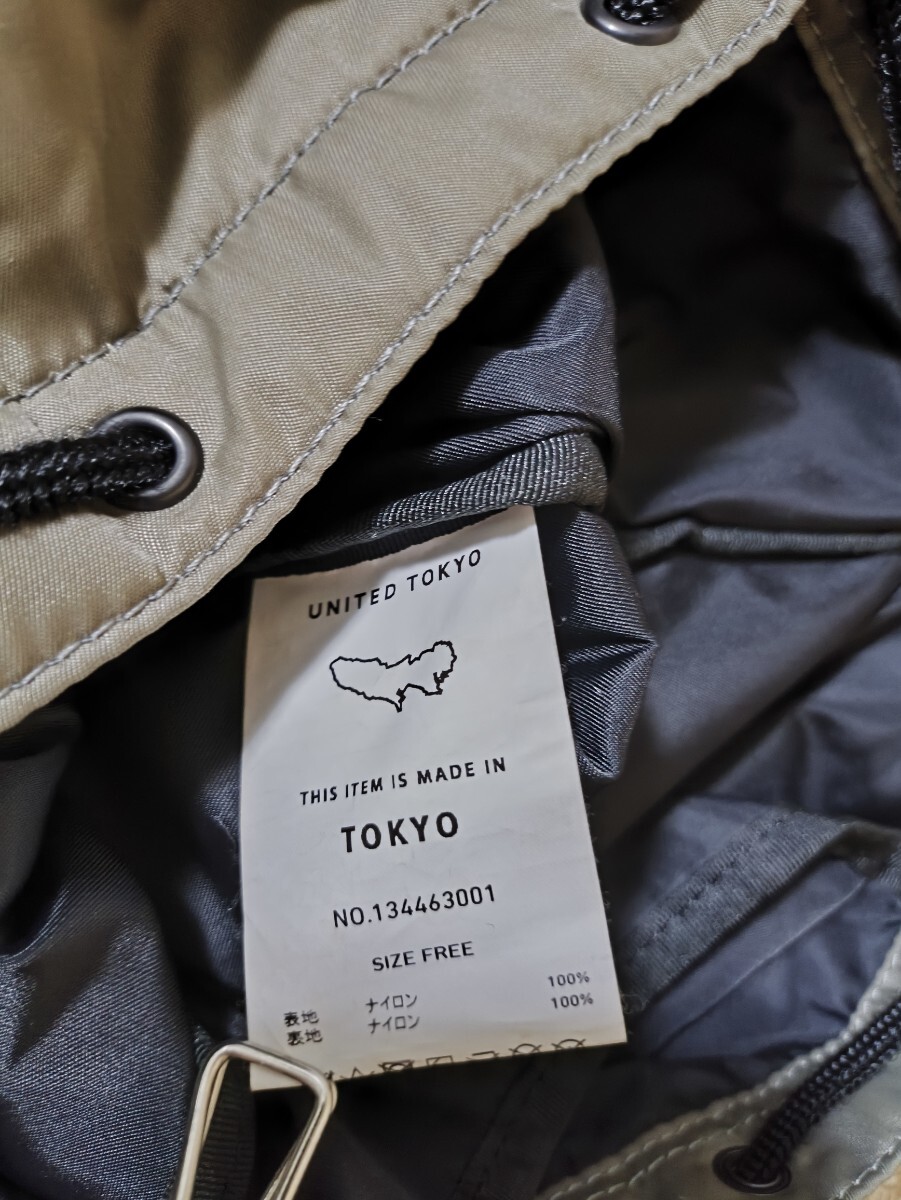 UNITED TOKYO
THIS ITEM IS MADE IN
TOKYO
NO.134463001
SIZE FREE
表地 ナイロン 100%
裏地 ナイロン 100%